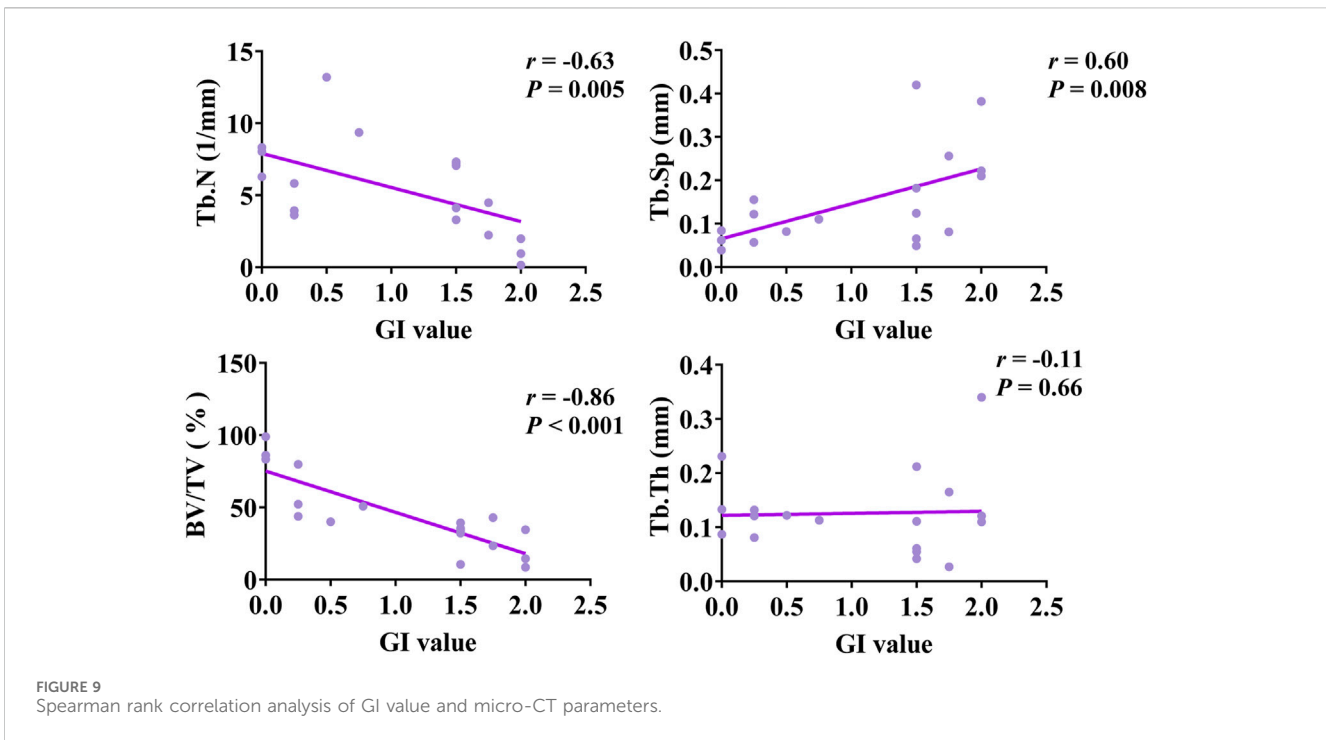 15
10
5
0
Tb.N (1/mm)
r = -0.63
P = 0.005
0.0 0.5 1.0 1.5 2.0 2.5
GI value
0.5
0.4
0.3
0.2
0.1
0.0
Tb.Sp (mm)
r = 0.60
P = 0.008
0.0 0.5 1.0 1.5 2.0 2.5
GI value
150
100
50
0
BV/TV ( % )
r = -0.86
P < 0.001
0.0 0.5 1.0 1.5 2.0 2.5
GI value
0.4
0.3
0.2
0.1
0.0
Tb.Th (mm)
r = -0.11
P = 0.66
0.0 0.5 1.0 1.5 2.0 2.5
GI value
FIGURE 9
Spearman rank correlation analysis of GI value and micro-CT parameters.